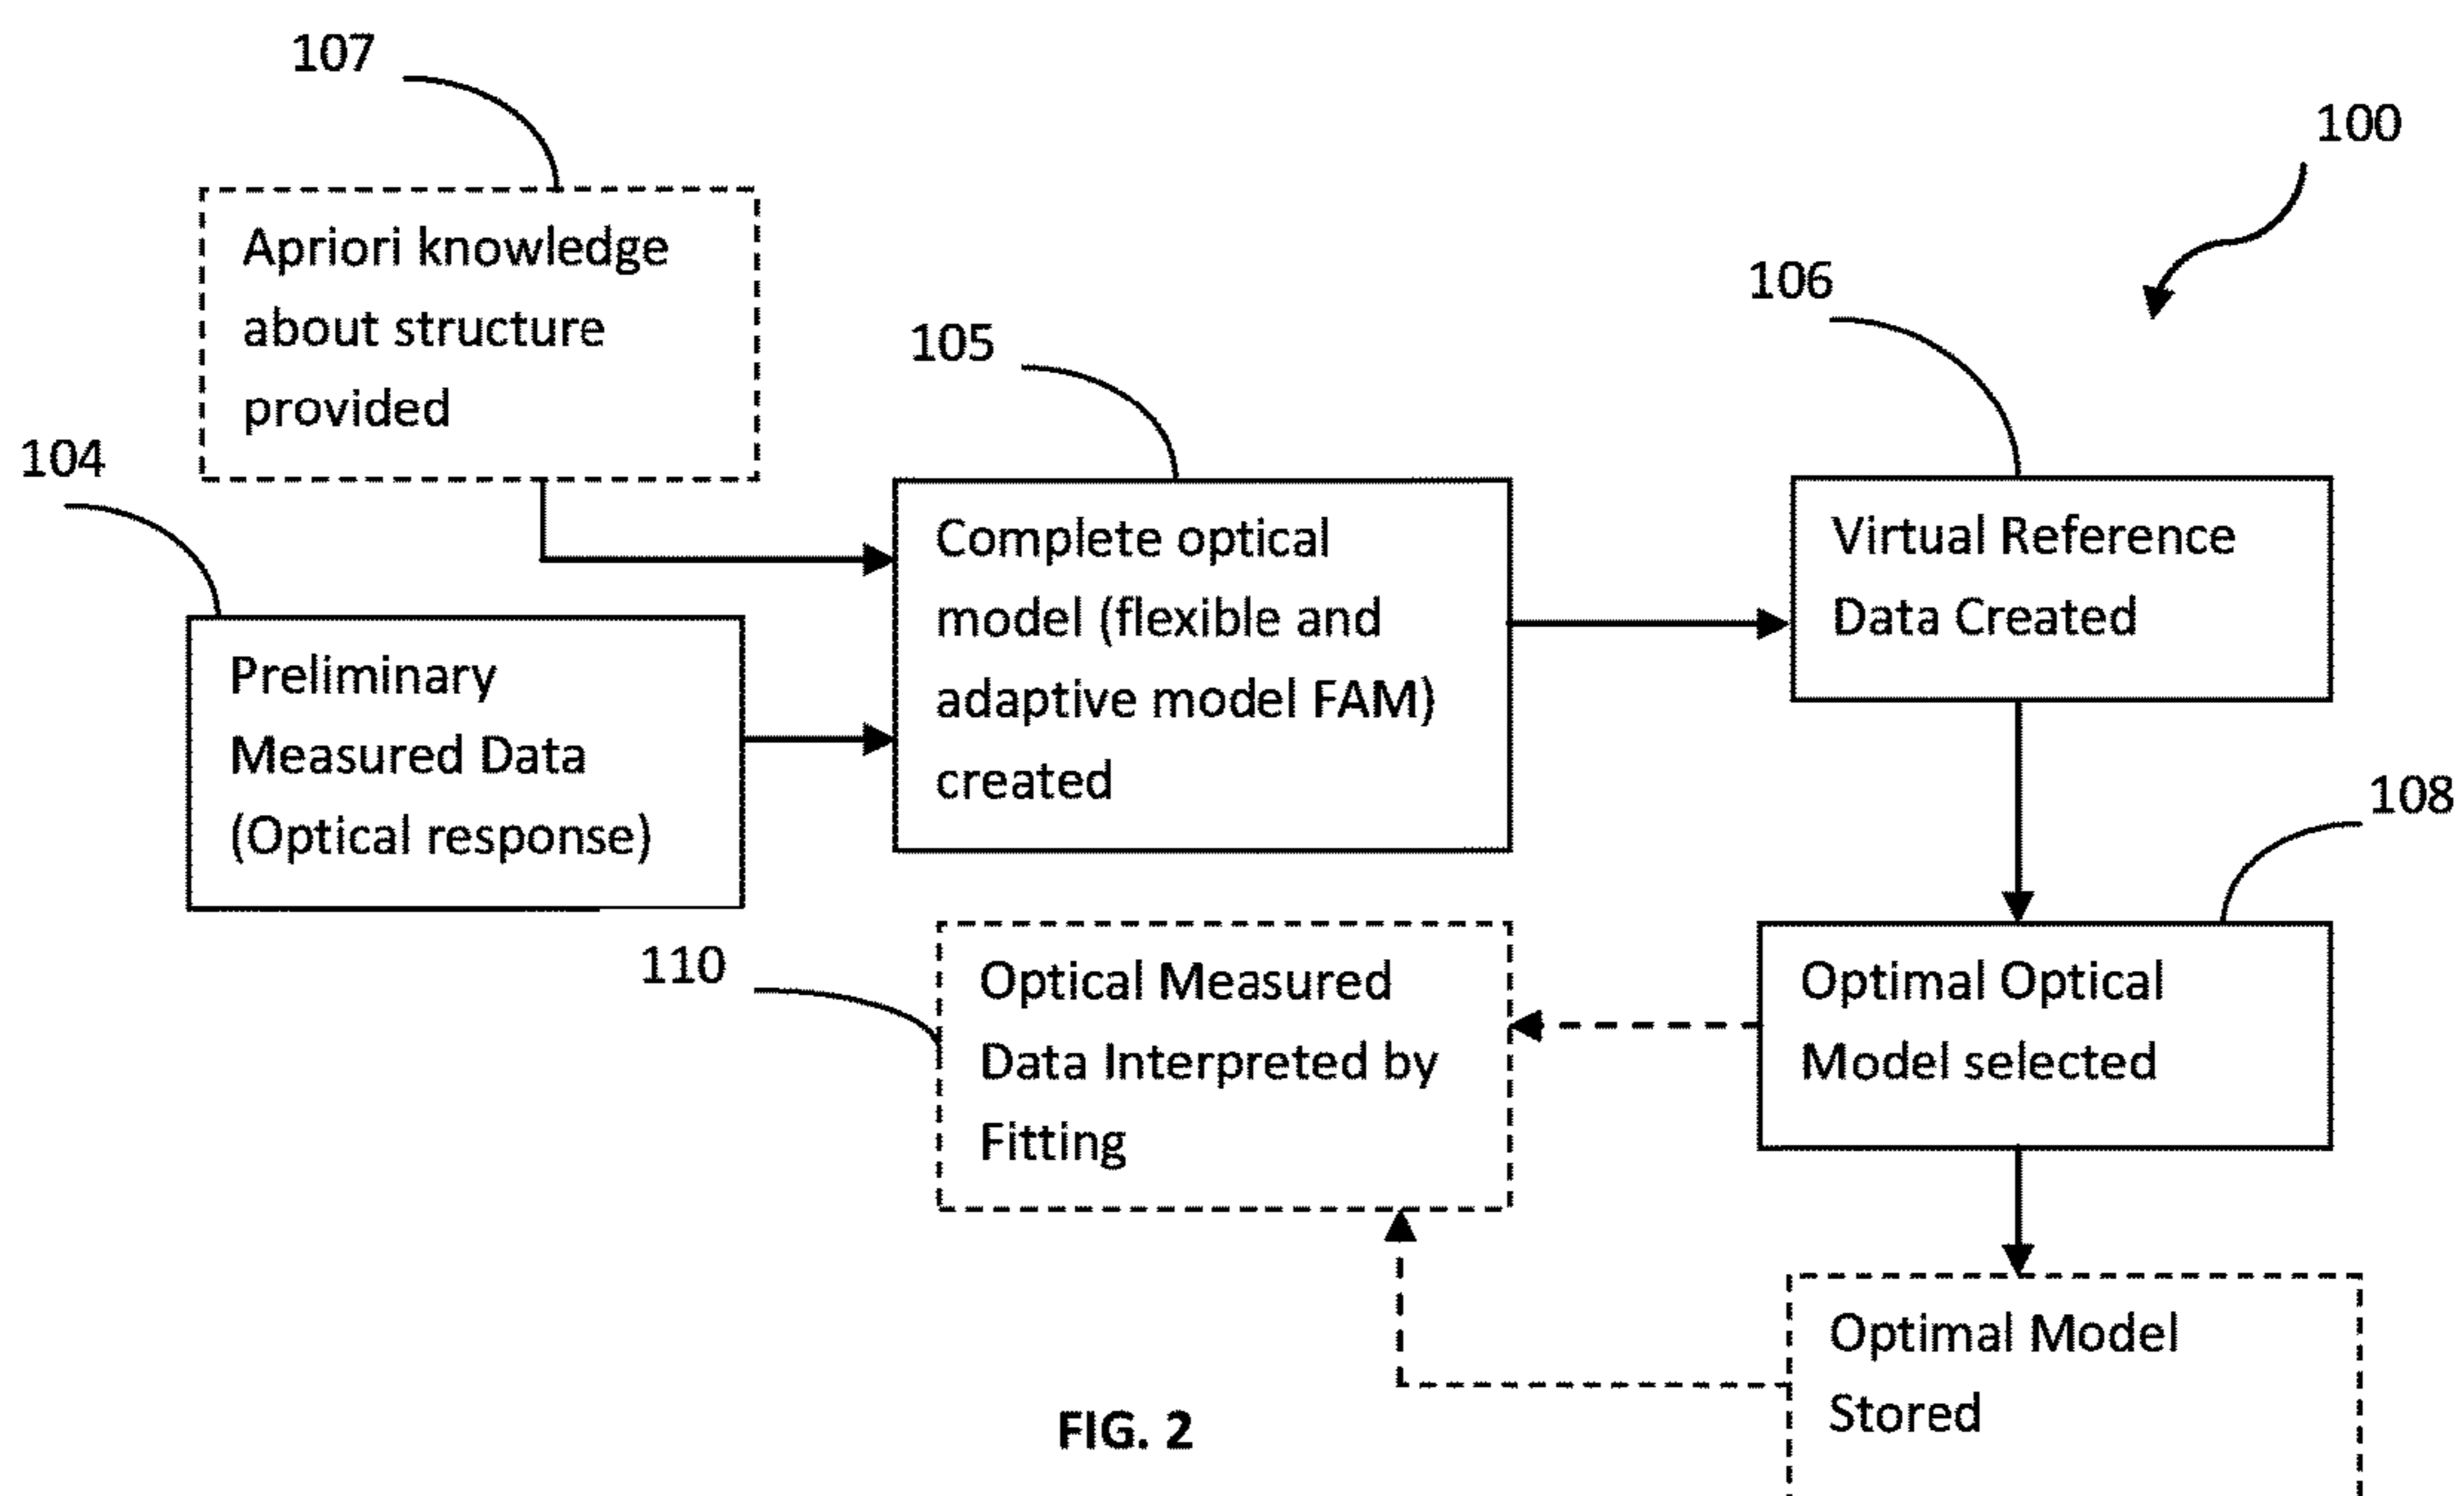 107
Apriori knowledge
about structure
provided
100
106
105
104
Preliminary
Measured Data
(Optical response)
Complete optical
model (flexible and
adaptive model FAM)
created
Virtual Reference
Data Created
108
110
Optical Measured
Data Interpreted by
Fitting
Optimal Optical
Model selected
Optimal Model
Stored
FIG. 2